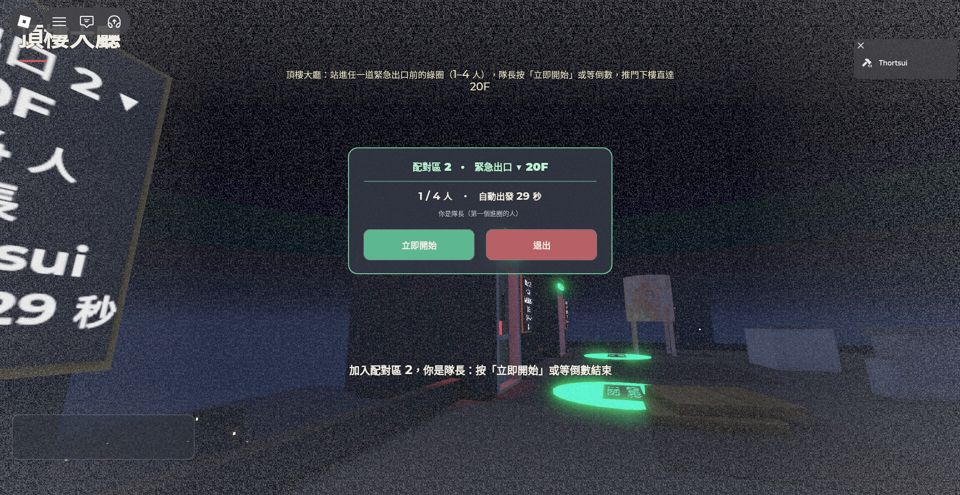 頂樓大廳
Thortsui
頂樓大廳：站進任一道緊急出口前的綠圈（1–4 人），隊長按「立即開始」或等倒數，推門下樓直達
20F
配對區 2 • 緊急出口 ▼ 20F
1 / 4 人 · 自動出發 29 秒
你是隊長（第一個進圈的人）
立即開始
退出
加入配對區 2，你是隊長：按「立即開始」或等倒數結束
口 2 ▼
0F
人
長
sui
29 秒